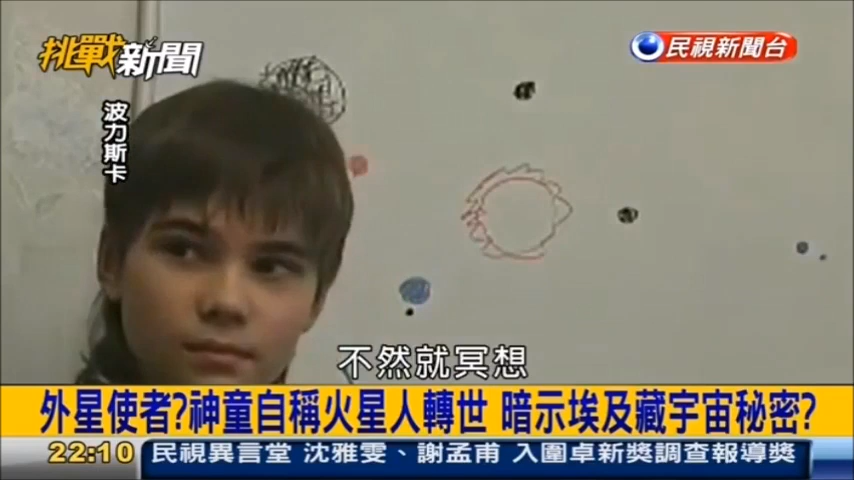 挑戰新聞
民視新聞台
波力斯卡
不然就冥想
外星使者?神童自稱火星人轉世 暗示埃及藏宇宙秘密?
22:10 民視異言堂 沈雅雯、謝孟甫 入圍卓新獎調查報導獎